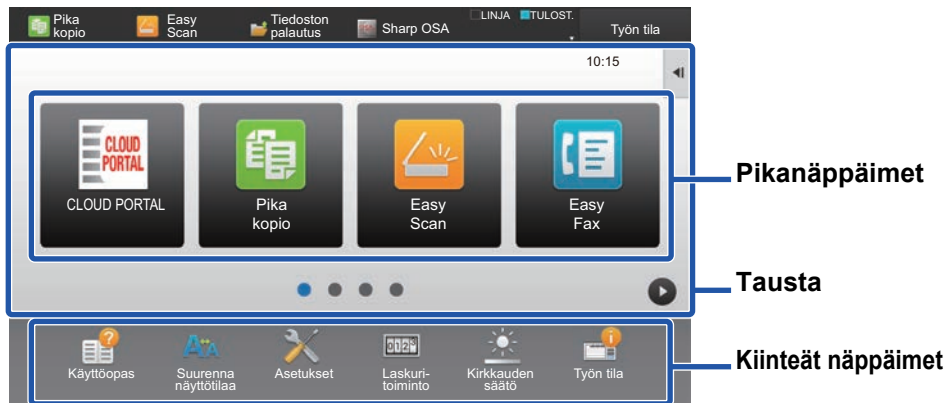 Pika
kopio
Easy
Scan
Tiedoston
palautus
Sharp OSA
LINJA
TULOST.
Työn tila
10:15
CLOUD
PORTAL
CLOUD PORTAL
Pika
kopio
Easy
Scan
Easy
Fax
Pikanäppäimet
Tausta
Käyttöopas
Suurenna
näyttötilaa
Asetukset
Laskuri-
toiminto
Kirkkauden
säätö
Työn tila
Kiinteät näppäimet